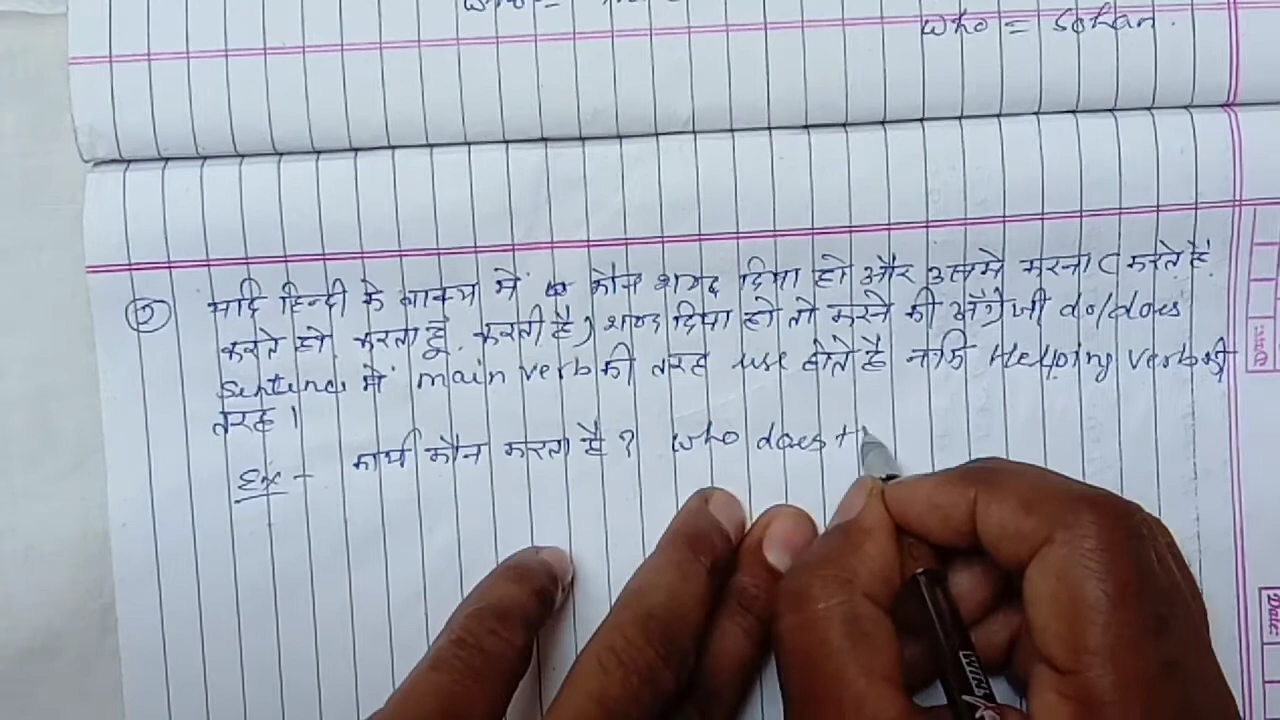 who = Sohan.
② यदि हिन्दी के वाक्य में कौन शब्द दिया हो और उसमे करना ( करते हैं.
करते हो करता हूँ. करती है ) शब्द दिया हो तो करने की अँग्रेजी do/does
Sentence में main verb की तरह use होते है नकि Helping verb की
तरह।
Ex - कार्य कौन करता है ? Who does th
Date: